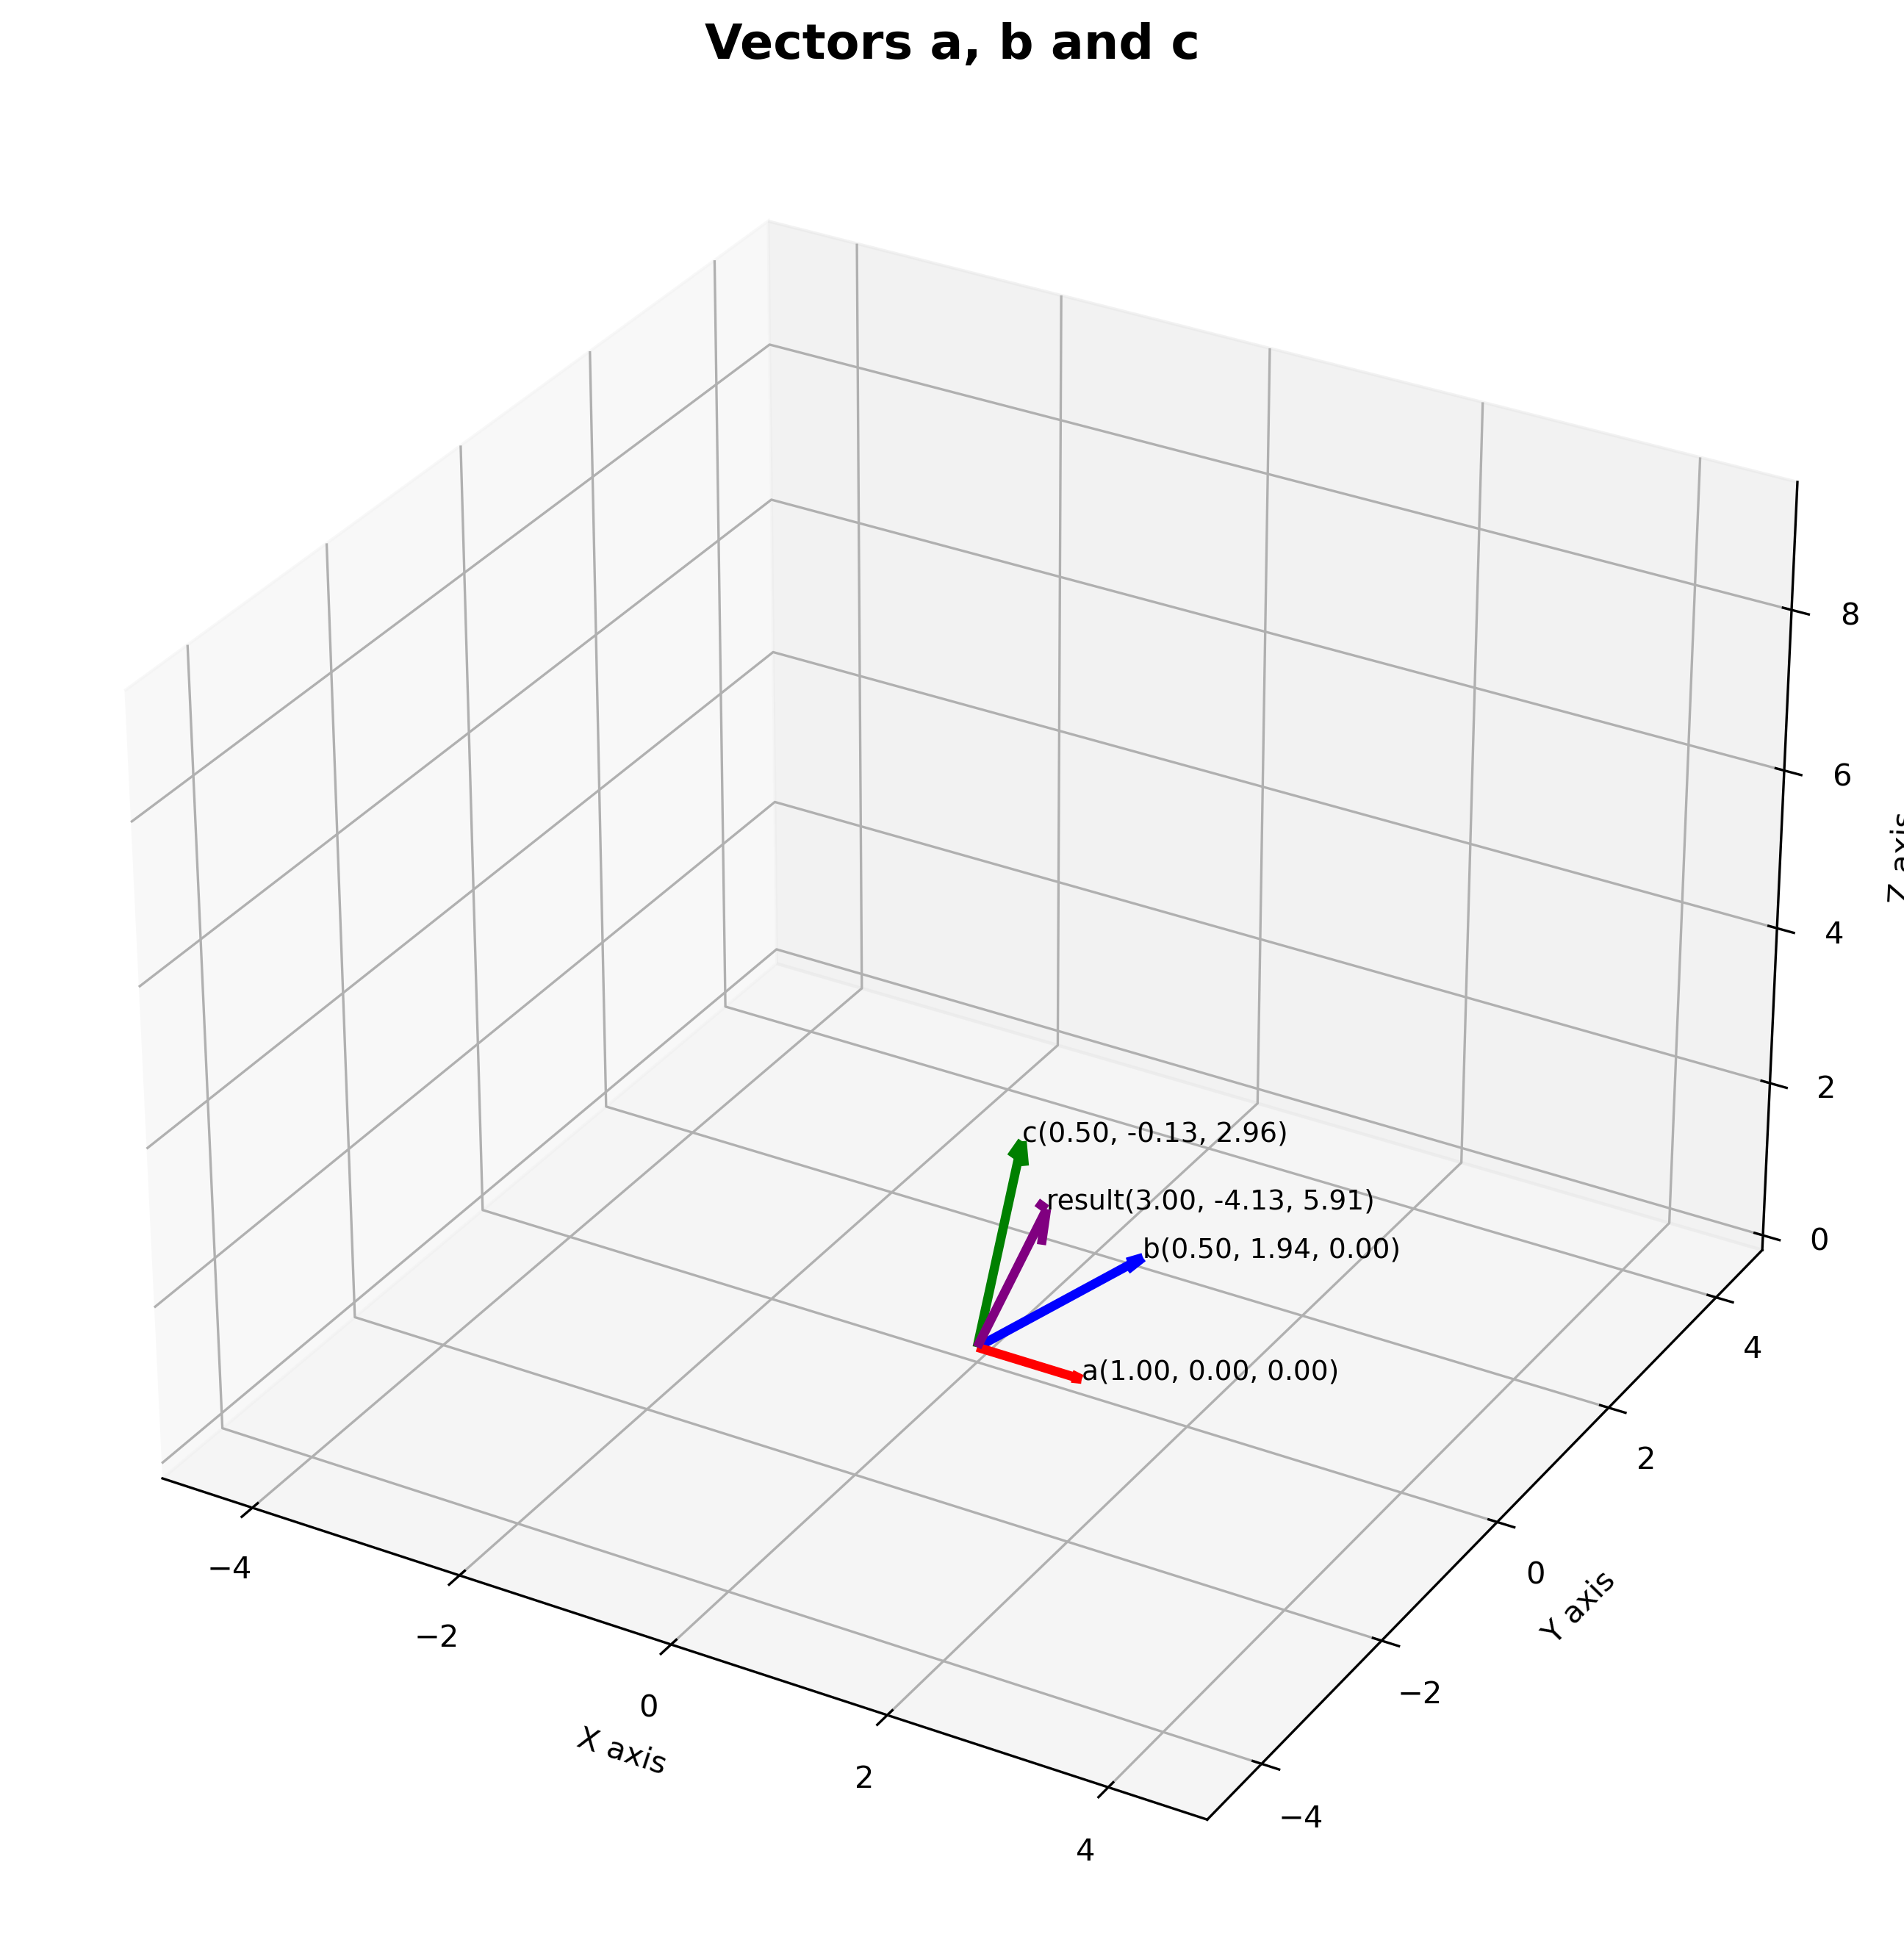 Vectors a, b and c
8
6
Z axis
4
2
c(0.50, -0.13, 2.96)
result(3.00, -4.13, 5.91)
b(0.50, 1.94, 0.00)
0
4
a(1.00, 0.00, 0.00)
2
0
Y axis
−4
−2
−2
0
X axis
2
−4
4